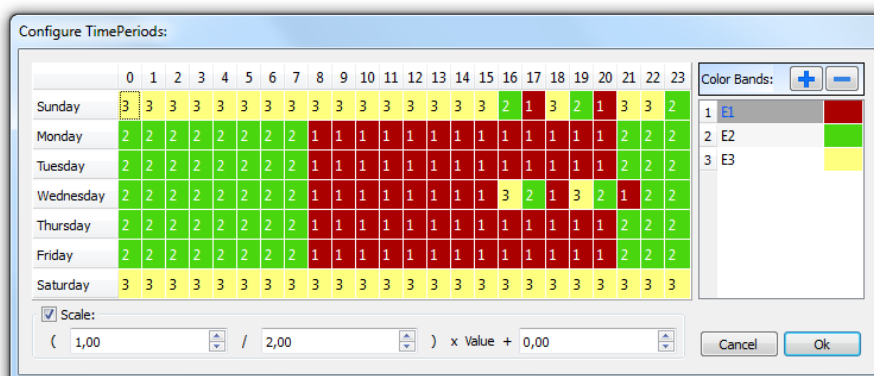 Configure TimePeriods:
0 1 2 3 4 5 6 7 8 9 10 11 12 13 14 15 16 17 18 19 20 21 22 23
Sunday 3 3 3 3 3 3 3 3 3 3 3 3 3 3 3 3 2 1 3 2 1 3 3 2
Monday 2 2 2 2 2 2 2 2 1 1 1 1 1 1 1 1 1 1 1 1 1 2 2 2
Tuesday 2 2 2 2 2 2 2 2 1 1 1 1 1 1 1 1 1 1 1 1 1 2 2 2
Wednesday 2 2 2 2 2 2 2 2 1 1 1 1 1 1 1 1 3 2 1 3 2 1 2 2
Thursday 2 2 2 2 2 2 2 2 1 1 1 1 1 1 1 1 1 1 1 1 1 2 2 2
Friday 2 2 2 2 2 2 2 2 1 1 1 1 1 1 1 1 1 1 1 1 1 2 2 2
Saturday 3 3 3 3 3 3 3 3 3 3 3 3 3 3 3 3 3 3 3 3 3 3 3 3
Color Bands:
1 E1
2 E2
3 E3
Scale:
( 1,00 / 2,00 ) x Value + 0,00
Cancel Ok